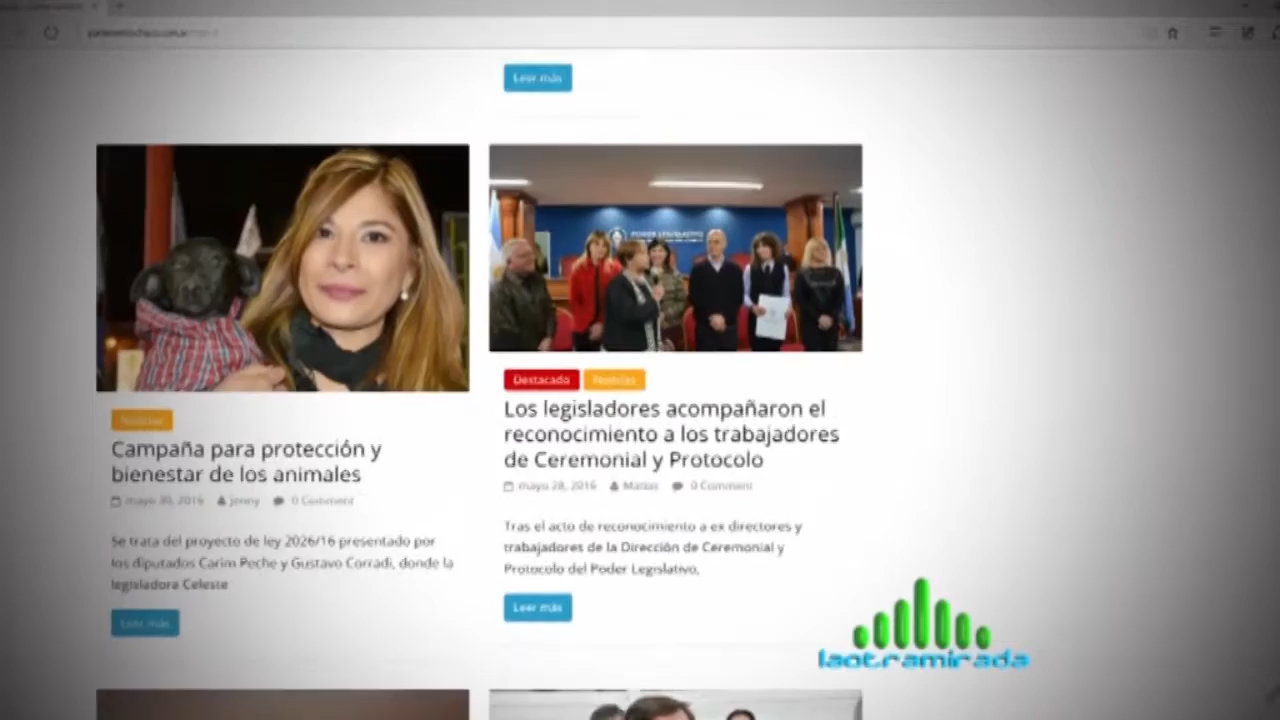 Leer más
PODER LEGISLATIVO
Noticias
Campaña para protección y
bienestar de los animales
mayo 30, 2016 jonny 0 Comment
Se trata del proyecto de ley 2026/16 presentado por
los diputados Carim Peche y Gustavo Corradi, donde la
legisladora Celeste
Leer más
Destacado Noticias
Los legisladores acompañaron el
reconocimiento a los trabajadores
de Ceremonial y Protocolo
mayo 28, 2016 Matias 0 Comment
Tras el acto de reconocimiento a ex directores y
trabajadores de la Dirección de Ceremonial y
Protocolo del Poder Legislativo,
Leer más
laotramirada